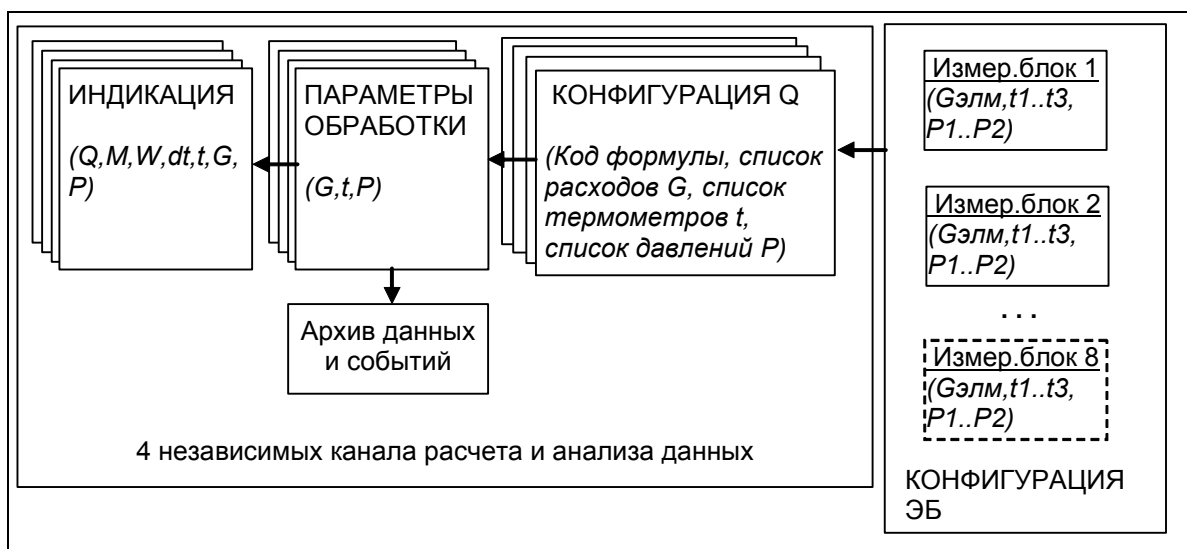 ИНДИКАЦИЯ
(Q,M,W,dt,t,G,
P)
ПАРАМЕТРЫ
ОБРАБОТКИ
(G,t,P)
КОНФИГУРАЦИЯ Q
(Код формулы, список
расходов G, список
термометров t,
список давлений P)
Архив данных
и событий
4 независимых канала расчета и анализа данных
Измер.блок 1
(Gэлм,t1..t3,
P1..P2)
Измер.блок 2
(Gэлм,t1..t3,
P1..P2)
. . .
Измер.блок 8
(Gэлм,t1..t3,
P1..P2)
КОНФИГУРАЦИЯ
ЭБ